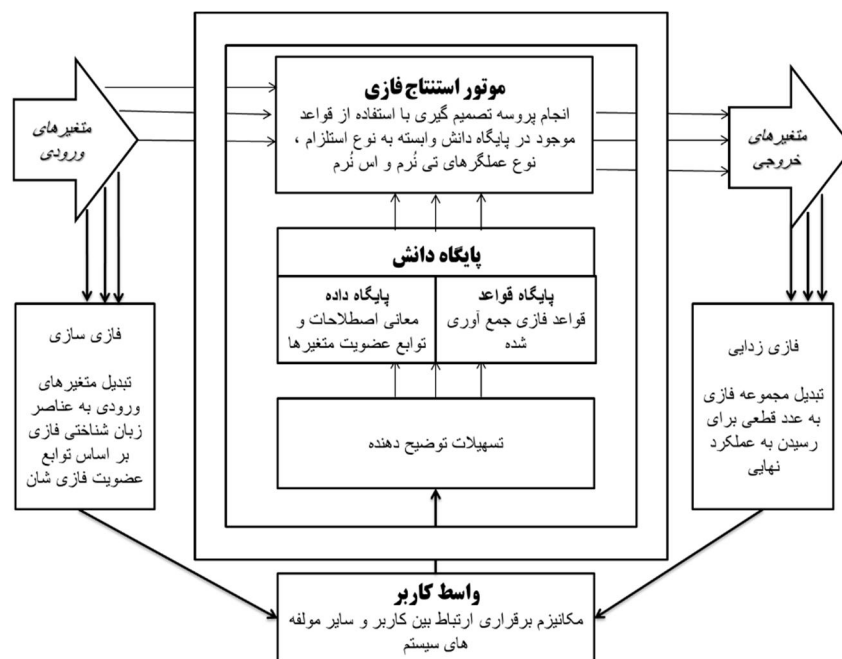 موتور استنتاج فازی
انجام پروسه تصمیم گیری با استفاده از قواعد
موجود در پایگاه دانش وابسته به نوع استلزام ،
نوع عملگرهای تی نُرم و اس نُرم
متغیرهای
ورودی
متغیرهای
خروجی
پایگاه دانش
پایگاه قواعد
قواعد فازی جمع آوری
شده
پایگاه داده
معانی اصطلاحات و
توابع عضویت متغیرها
فازی سازی
تبدیل متغیرهای
ورودی به عناصر
زبان شناختی فازی
بر اساس توابع
عضویت فازی شان
فازی زدایی
تبدیل مجموعه فازی
به عدد قطعی برای
رسیدن به عملکرد
نهایی
تسهیلات توضیح دهنده
واسط کاربر
مکانیزم برقراری ارتباط بین کاربر و سایر مولفه
های سیستم